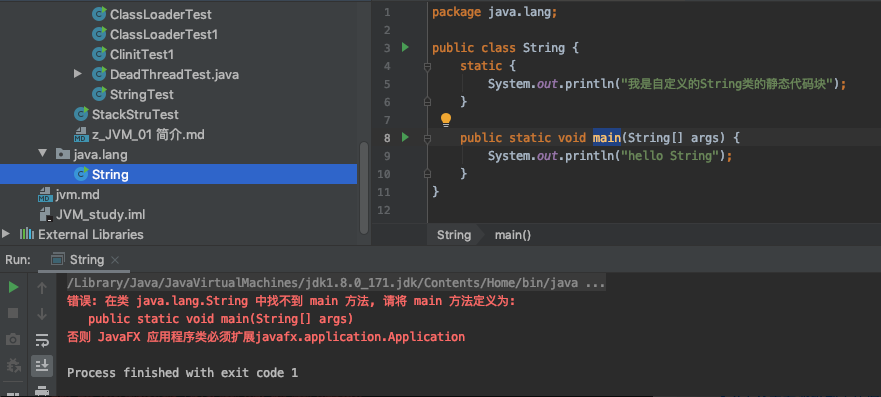 ClassLoaderTest
ClassLoaderTest1
ClinitTest1
DeadThreadTest.java
StringTest
StackStruTest
z_JVM_01 简介.md
java.lang
String
jvm.md
JVM_study.iml
External Libraries
1 package java.lang;
2
3 public class String {
4 static {
5 System.out.println("我是自定义的String类的静态代码块");
6 }
7
8 public static void main(String[] args) {
9 System.out.println("hello String");
10 }
11 }
12
String main()
Run: String
/Library/Java/JavaVirtualMachines/jdk1.8.0_171.jdk/Contents/Home/bin/java ...
错误: 在类 java.lang.String 中找不到 main 方法, 请将 main 方法定义为:
public static void main(String[] args)
否则 JavaFX 应用程序类必须扩展javafx.application.Application
Process finished with exit code 1